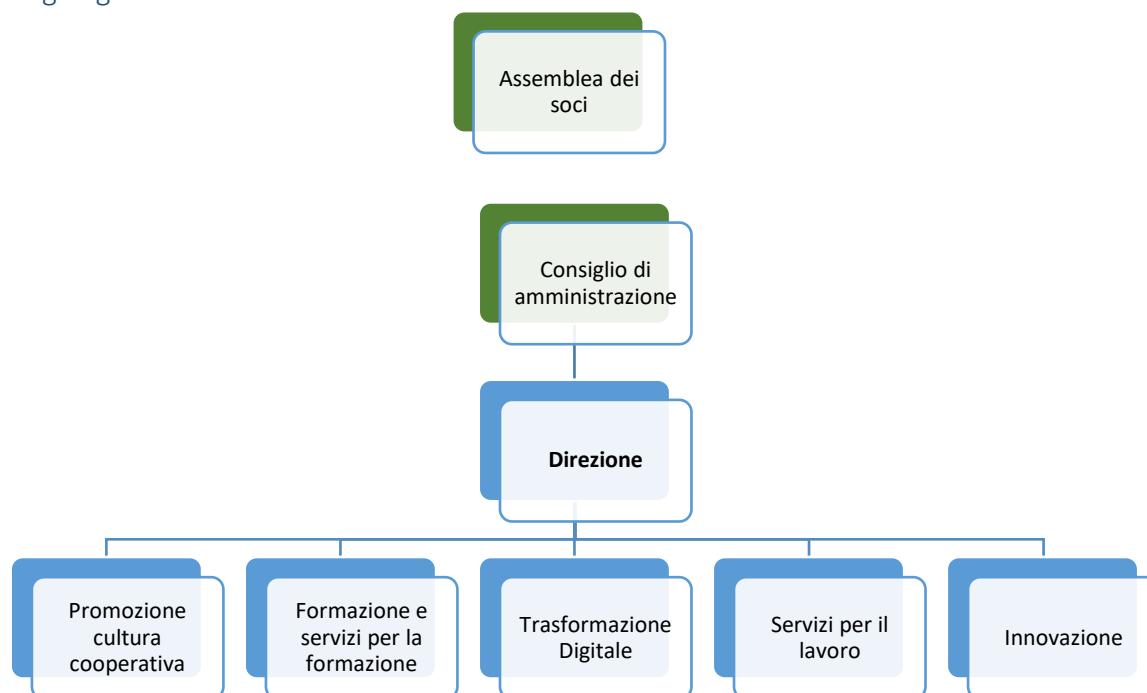 Assemblea dei
soci
Consiglio di
amministrazione
Direzione
Promozione
cultura
cooperativa
Formazione e
servizi per la
formazione
Trasformazione
Digitale
Servizi per il
lavoro
Innovazione